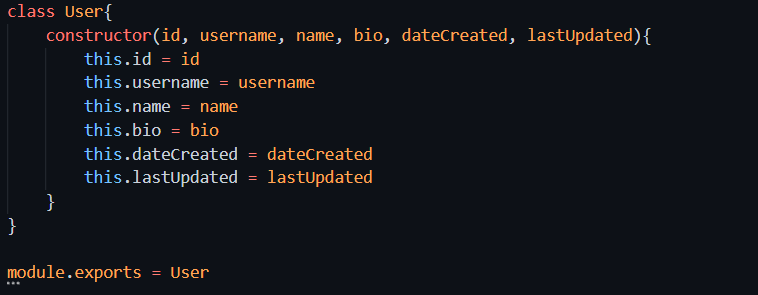 class User{
    constructor(id, username, name, bio, dateCreated, lastUpdated){
        this.id = id
        this.username = username
        this.name = name
        this.bio = bio
        this.dateCreated = dateCreated
        this.lastUpdated = lastUpdated
    }
}

module.exports = User